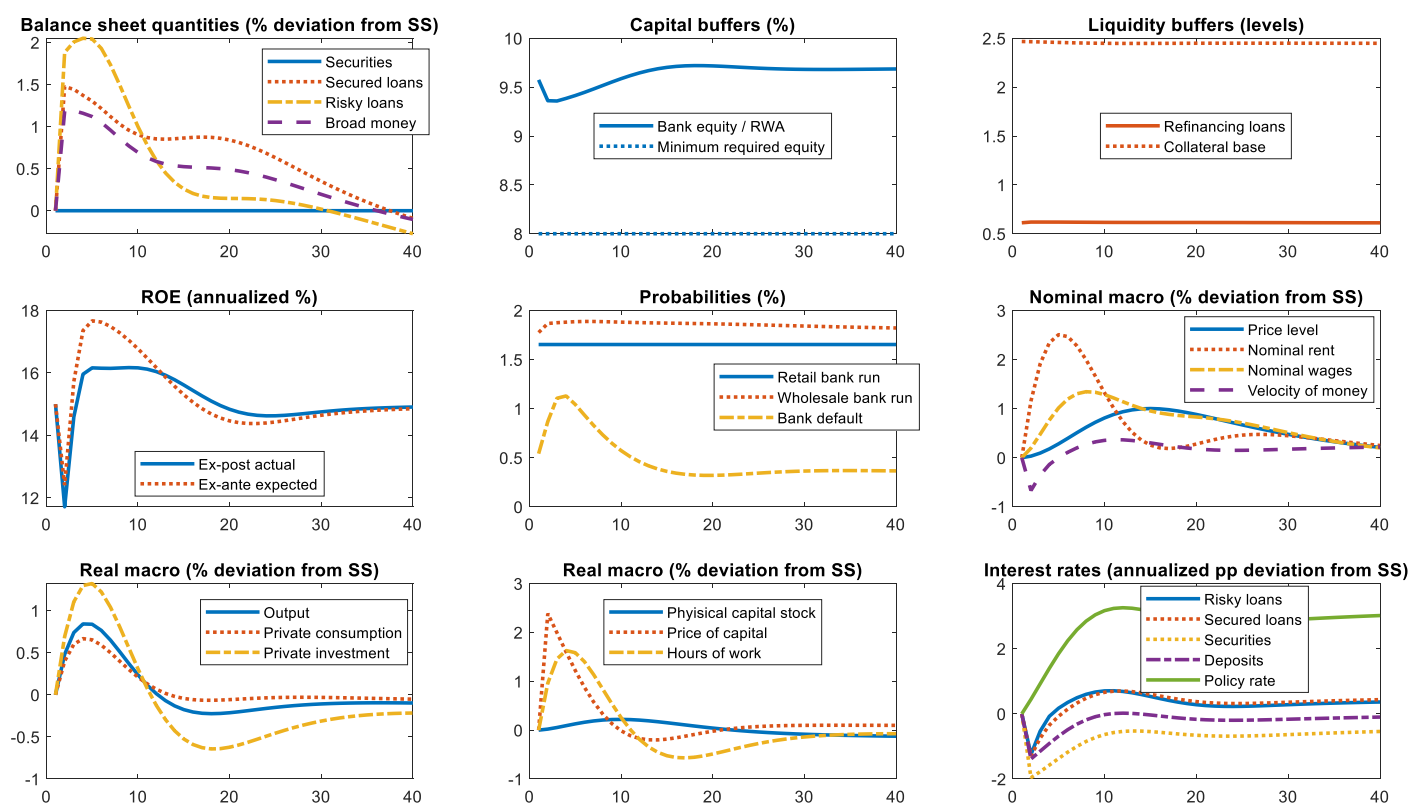 Balance sheet quantities (% deviation from SS)
2
1.5
1
0.5
0
0
10
20
30
40
Securities
Secured loans
Risky loans
Broad money
Capital buffers (%)
10
9.5
9
8.5
8
0
10
20
30
40
Bank equity / RWA
Minimum required equity
Liquidity buffers (levels)
2.5
2
1.5
1
0.5
0
10
20
30
40
Refinancing loans
Collateral base
ROE (annualized %)
18
16
14
12
0
10
20
30
40
Ex-post actual
Ex-ante expected
Probabilities (%)
2
1.5
1
0.5
0
0
10
20
30
40
Retail bank run
Wholesale bank run
Bank default
Nominal macro (% deviation from SS)
3
2
1
0
-1
0
10
20
30
40
Price level
Nominal rent
Nominal wages
Velocity of money
Real macro (% deviation from SS)
1
0.5
0
-0.5
-1
0
10
20
30
40
Output
Private consumption
Private investment
Real macro (% deviation from SS)
3
2
1
0
-1
0
10
20
30
40
Phyisical capital stock
Price of capital
Hours of work
Interest rates (annualized pp deviation from SS)
4
2
0
-2
0
10
20
30
40
Risky loans
Secured loans
Securities
Deposits
Policy rate